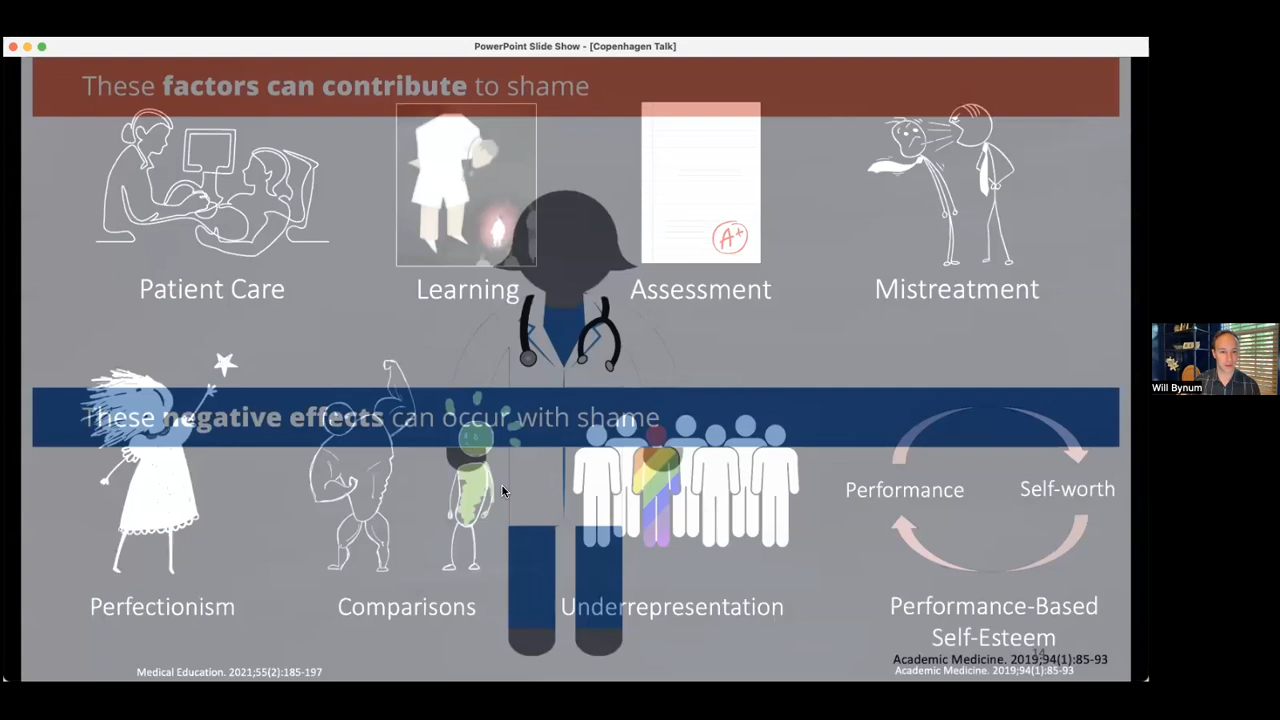 PowerPoint Slide Show - [Copenhagen Talk]
These factors can contribute to shame
A+
Patient Care
Learning
Assessment
Mistreatment
These negative effects can occur with shame
Performance
Self-worth
Perfectionism
Comparisons
Underrepresentation
Performance-Based
Self-Esteem
14
Academic Medicine. 2019;94(1):85-93
Medical Education. 2021;55(2):185-197
Academic Medicine. 2019;94(1):85-93
Will Bynum